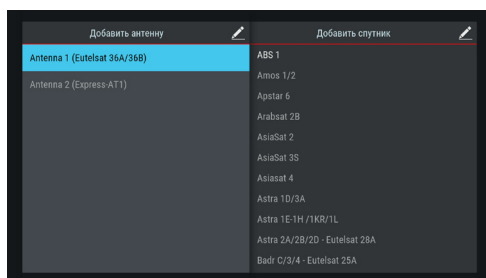 Добавить антенну
Antenna 1 (Eutelsat 36A/36B)
Antenna 2 (Express-AT1)
Добавить спутник
ABS 1
Amos 1/2
Apstar 6
Arabsat 2B
AsiaSat 2
AsiaSat 3S
Asiasat 4
Astra 1D/3A
Astra 1E-1H /1KR/1L
Astra 2A/2B/2D - Eutelsat 28A
Badr C/3/4 - Eutelsat 25A